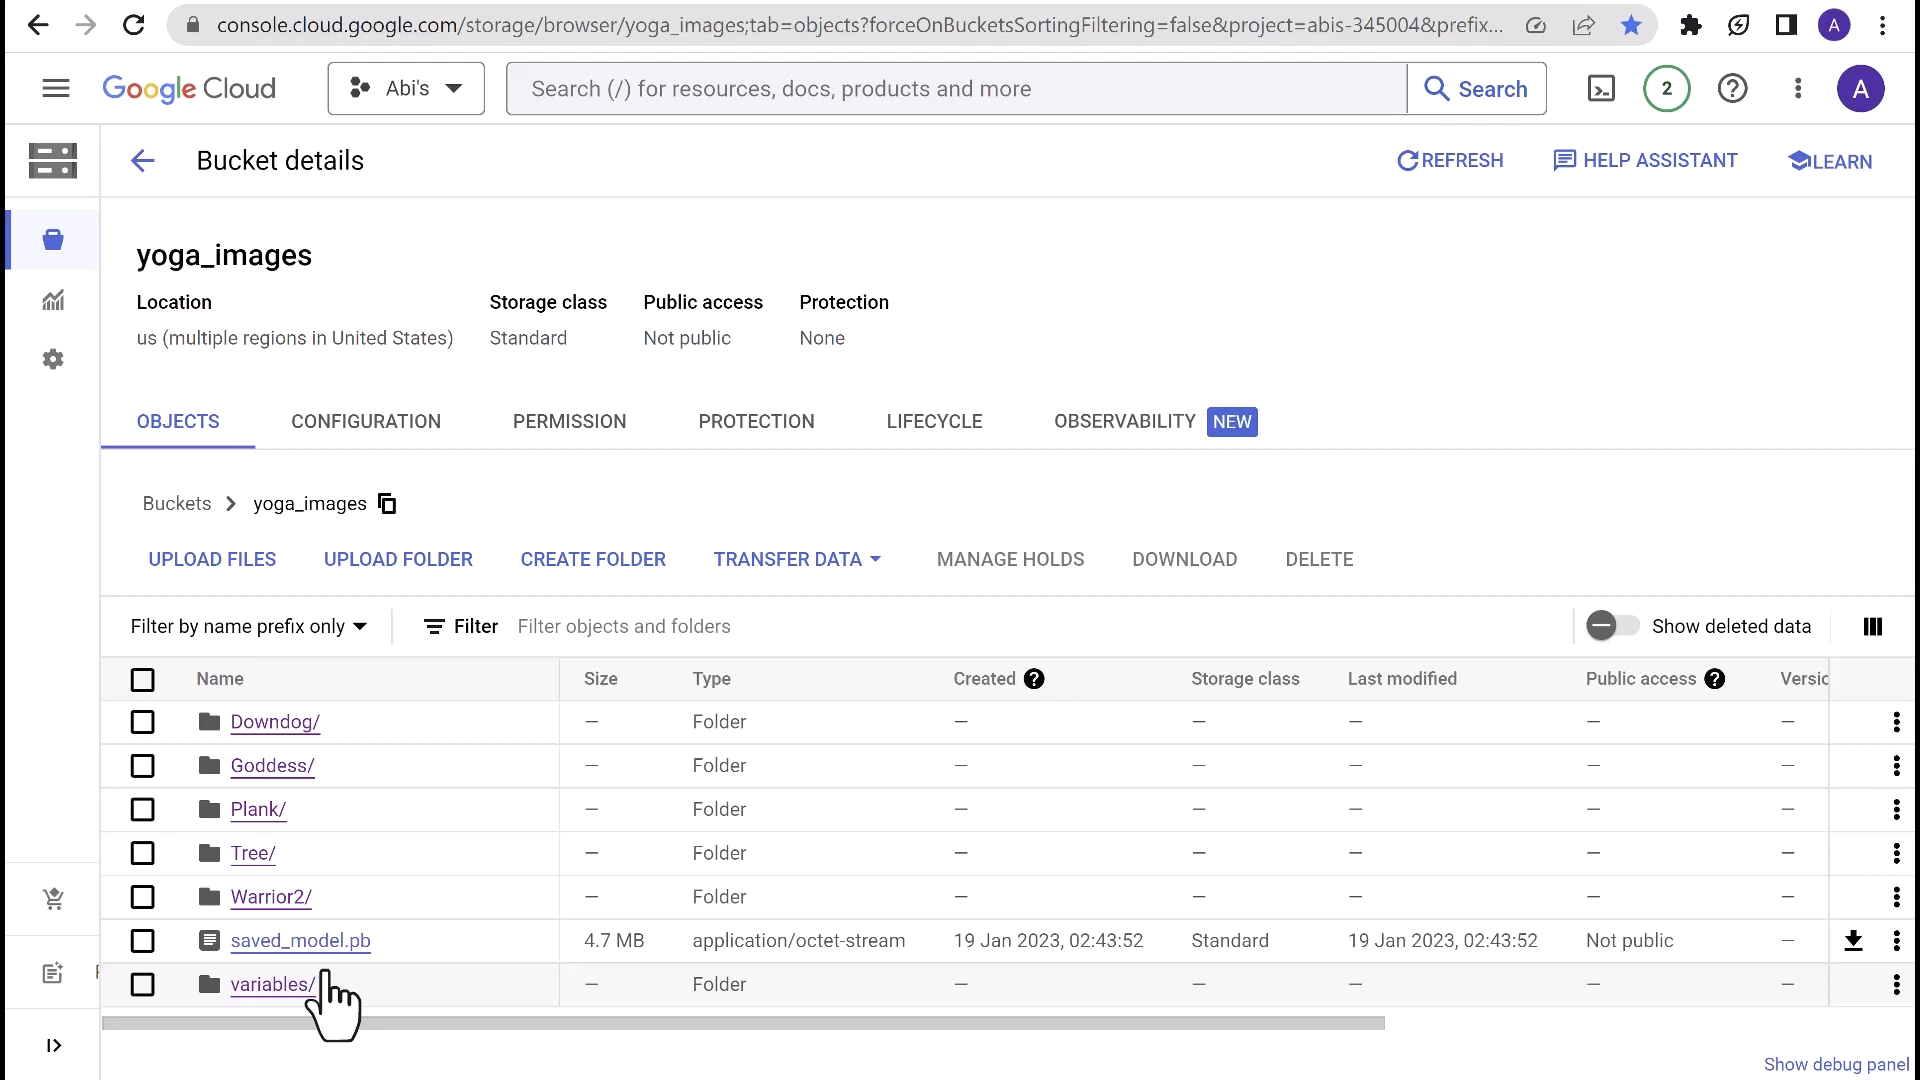 console.cloud.google.com/storage/browser/yoga_images;tab=objects?forceOnBucketsSortingFiltering=false&project=abis-345004&prefix...
A
Google Cloud
Abi's
Search (/) for resources, docs, products and more
Search
2
A
Bucket details
REFRESH
HELP ASSISTANT
LEARN
yoga_images
Location Storage class Public access Protection
us (multiple regions in United States) Standard Not public None
OBJECTS CONFIGURATION PERMISSION PROTECTION LIFECYCLE OBSERVABILITY NEW
Buckets > yoga_images
UPLOAD FILES UPLOAD FOLDER CREATE FOLDER TRANSFER DATA MANAGE HOLDS DOWNLOAD DELETE
Filter by name prefix only Filter Filter objects and folders Show deleted data
Name Size Type Created ? Storage class Last modified Public access ? Versic
Downdog/ — Folder — — — — —
Goddess/ — Folder — — — — —
Plank/ — Folder — — — — —
Tree/ — Folder — — — — —
Warrior2/ — Folder — — — — —
saved_model.pb 4.7 MB application/octet-stream 19 Jan 2023, 02:43:52 Standard 19 Jan 2023, 02:43:52 Not public —
variables/ — Folder — — — — —
Show debug panel